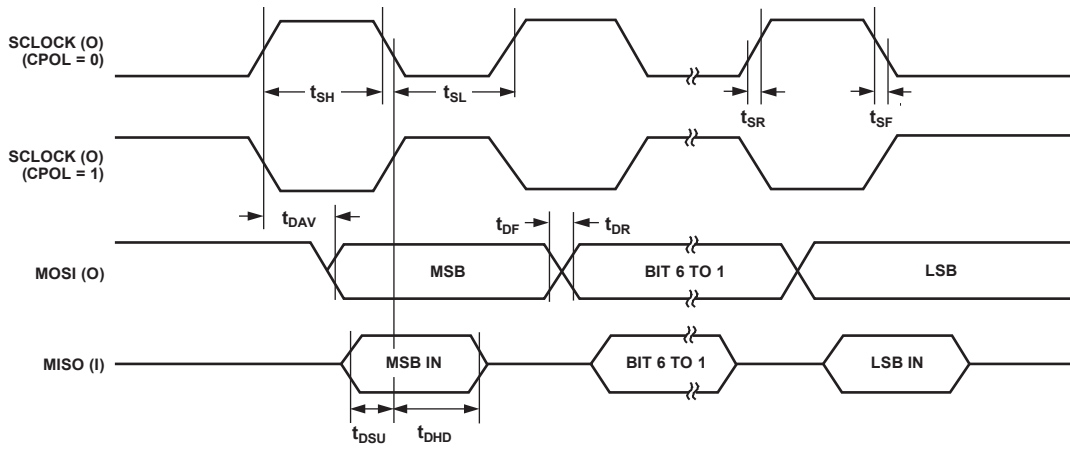 SCLOCK (O)
(CPOL = 0)
tSH
tSL
tSR
tSF
SCLOCK (O)
(CPOL = 1)
tDAV
tDF
tDR
MOSI (O)
MSB
BIT 6 TO 1
LSB
MISO (I)
MSB IN
BIT 6 TO 1
LSB IN
tDSU
tDHD